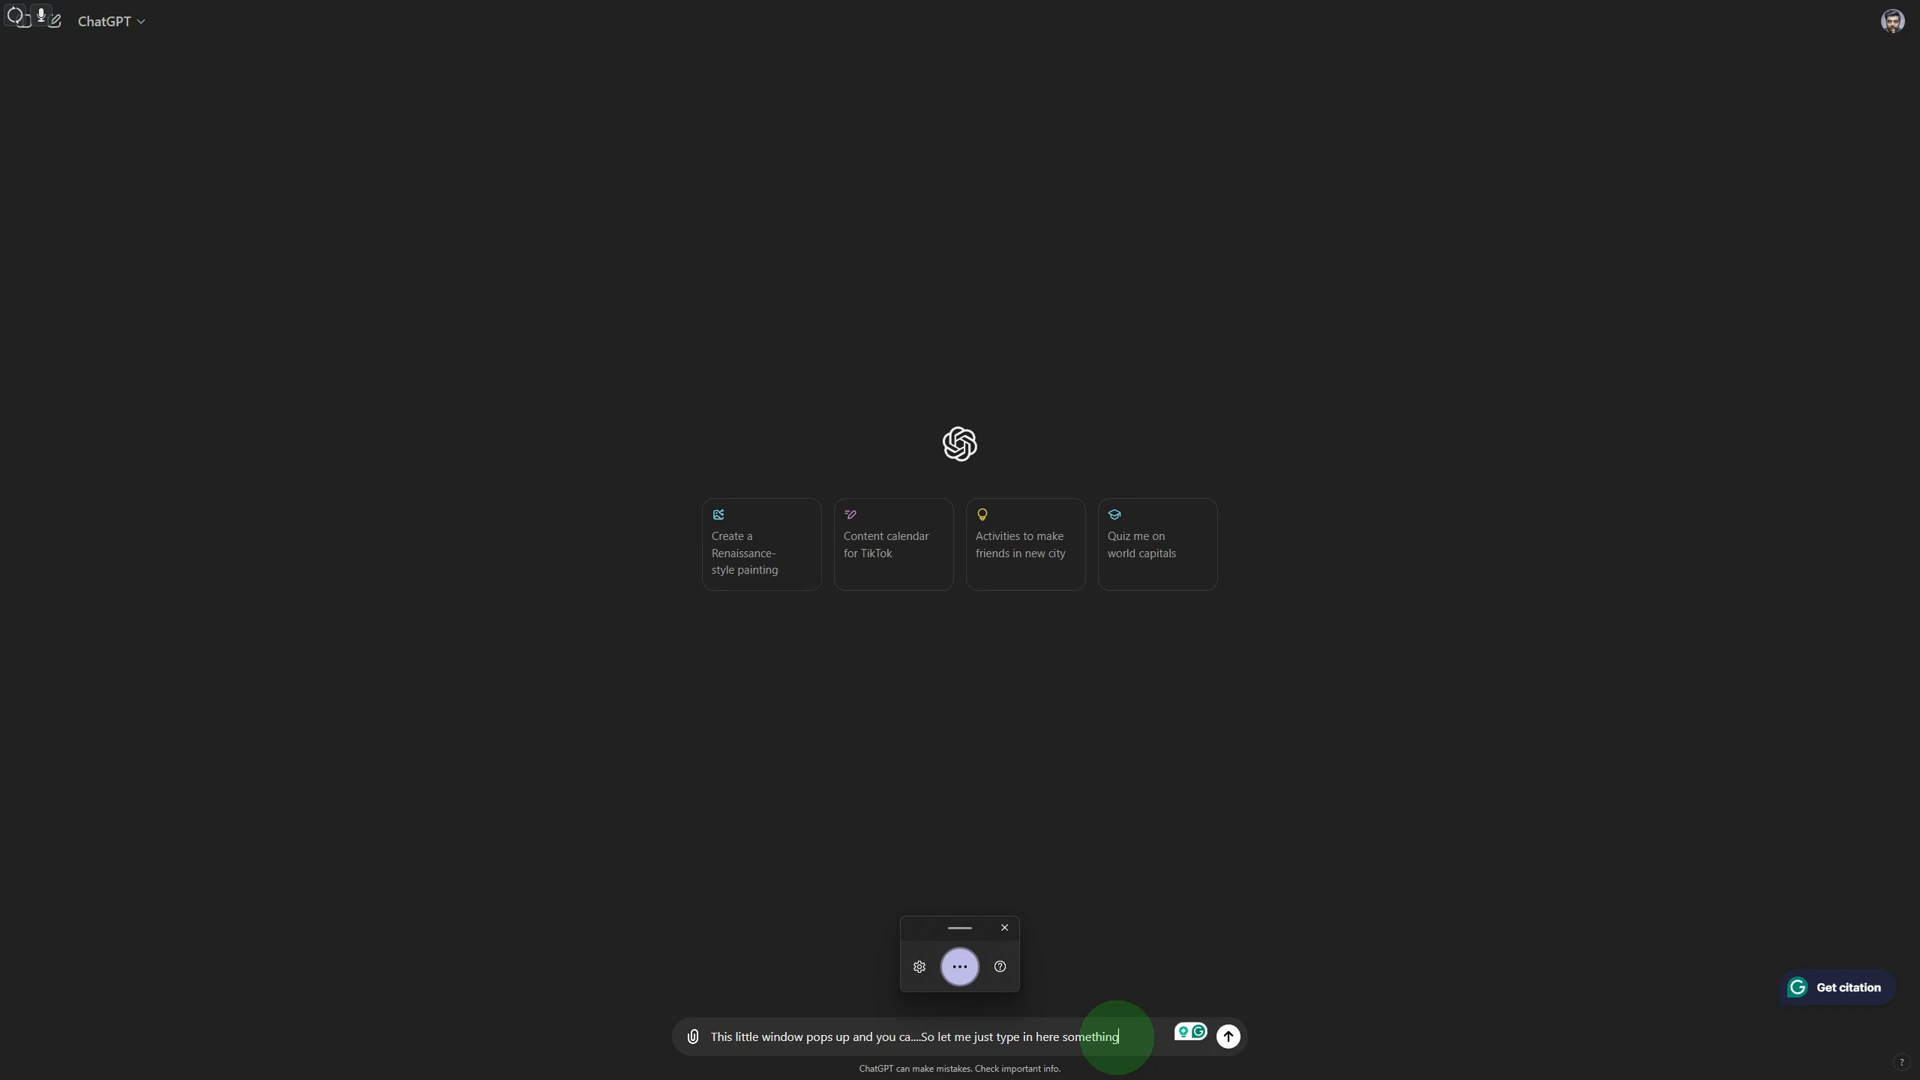 ChatGPT
Create a
Renaissance-
style painting
Content calendar
for TikTok
Activities to make
friends in new city
Quiz me on
world capitals
Get citation
This little window pops up and you ca....So let me just type in here something
ChatGPT can make mistakes. Check important info.
?